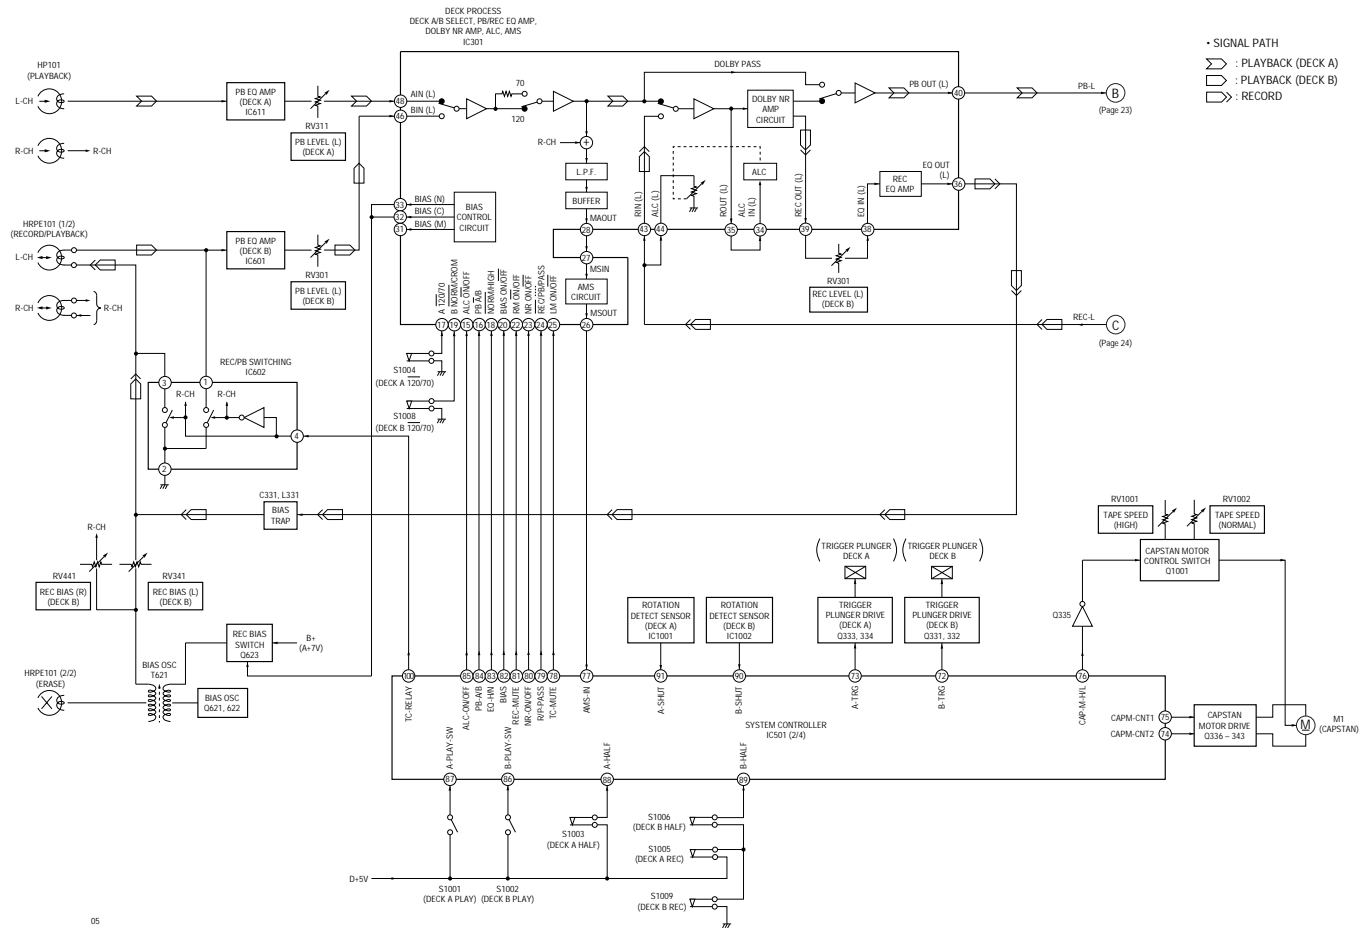 DECK PROCESS
DECK A/B SELECT, PB/REC EQ AMP,
DOLBY NR AMP, ALC, AMS
IC301
• SIGNAL PATH
: PLAYBACK (DECK A)
: PLAYBACK (DECK B)
: RECORD
HP101
(PLAYBACK)
L-CH
R-CH
R-CH
PB EQ AMP
(DECK A)
IC611
RV311
PB LEVEL (L)
(DECK A)
AIN (L)
48
BIN (L)
46
70
120
DOLBY PASS
DOLBY NR
AMP
CIRCUIT
PB OUT (L)
40
PB-L
B
(Page 23)
R-CH
+
L.P.F.
BUFFER
MAOUT
28
27
MSIN
AMS
CIRCUIT
MSOUT
26
RIN (L)
43
ALC (L)
44
ALC
ROUT (L)
35
ALC
IN (L)
34
REC OUT (L)
39
EQ IN (L)
38
REC
EQ AMP
EQ OUT
(L)
36
RV301
REC LEVEL (L)
(DECK B)
BIAS (N)
33
BIAS (C)
32
BIAS (M)
31
BIAS
CONTROL
CIRCUIT
HRPE101 (1/2)
(RECORD/PLAYBACK)
L-CH
R-CH
R-CH
PB EQ AMP
(DECK B)
IC601
RV301
PB LEVEL (L)
(DECK B)
A 120/70
B NORM/CROM
ALC ON/OFF
PB A/B
NORM/HIGH
BIAS ON/OFF
RM ON/OFF
NR ON/OFF
REC/PB/PASS
LM ON/OFF
17
19
15
16
18
20
22
23
24
25
REC-L
C
(Page 24)
S1004
(DECK A 120/70)
S1008
(DECK B 120/70)
REC/PB SWITCHING
IC602
3
1
R-CH
R-CH
4
2
C331, L331
BIAS
TRAP
R-CH
RV441
REC BIAS (R)
(DECK B)
RV341
REC BIAS (L)
(DECK B)
REC BIAS
SWITCH
Q623
B+
(A+7V)
HRPE101 (2/2)
(ERASE)
BIAS OSC
T621
BIAS OSC
Q621, 622
RV1001
TAPE SPEED
(HIGH)
RV1002
TAPE SPEED
(NORMAL)
CAPSTAN MOTOR
CONTROL SWITCH
Q1001
Q335
(TRIGGER PLUNGER
DECK A)
(TRIGGER PLUNGER
DECK B)
ROTATION
DETECT SENSOR
(DECK A)
IC1001
ROTATION
DETECT SENSOR
(DECK B)
IC1002
TRIGGER
PLUNGER DRIVE
(DECK A)
Q333, 334
TRIGGER
PLUNGER DRIVE
(DECK B)
Q331, 332
100
85
84
83
82
81
80
79
78
77
91
90
73
72
76
TC-RELAY
ALC-ON/OFF
PB-A/B
EQ-H/N
BIAS
REC-MUTE
NR-ON/OFF
R/P-PASS
TC-MUTE
AMS-IN
A-SHUT
B-SHUT
A-TRG
B-TRG
CAP-M-H/L
SYSTEM CONTROLLER
IC501 (2/4)
CAPM-CNT1
75
CAPM-CNT2
74
CAPSTAN
MOTOR DRIVE
Q336 – 343
M
M1
(CAPSTAN)
A-PLAY-SW
87
B-PLAY-SW
86
A-HALF
88
B-HALF
89
S1003
(DECK A HALF)
S1006
(DECK B HALF)
S1005
(DECK A REC)
S1009
(DECK B REC)
D+5V
S1001
(DECK A PLAY)
S1002
(DECK B PLAY)
05